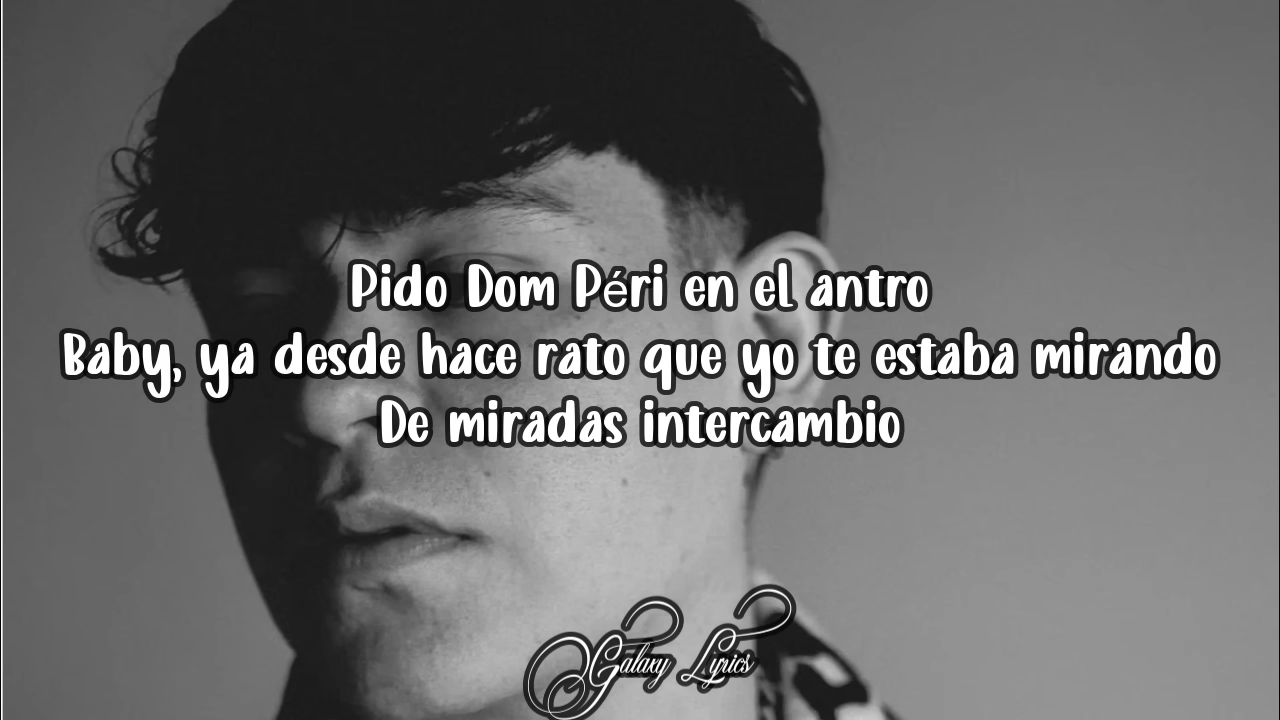 Pido Dom Péri en el antro
Baby, ya desde hace rato que yo te estaba mirando
De miradas intercambio
Galaxy Lyrics